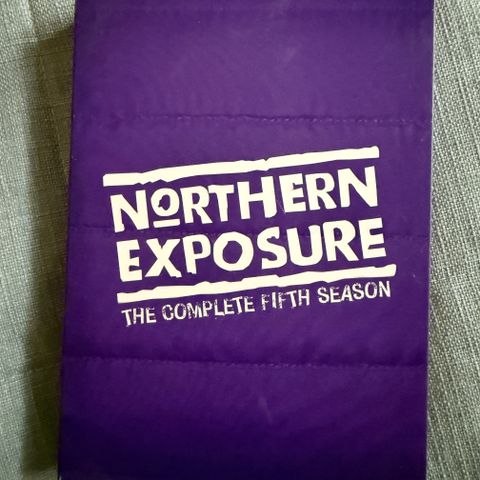 NORTHERN
EXPOSURE
THE COMPLETE FIFTH SEASON